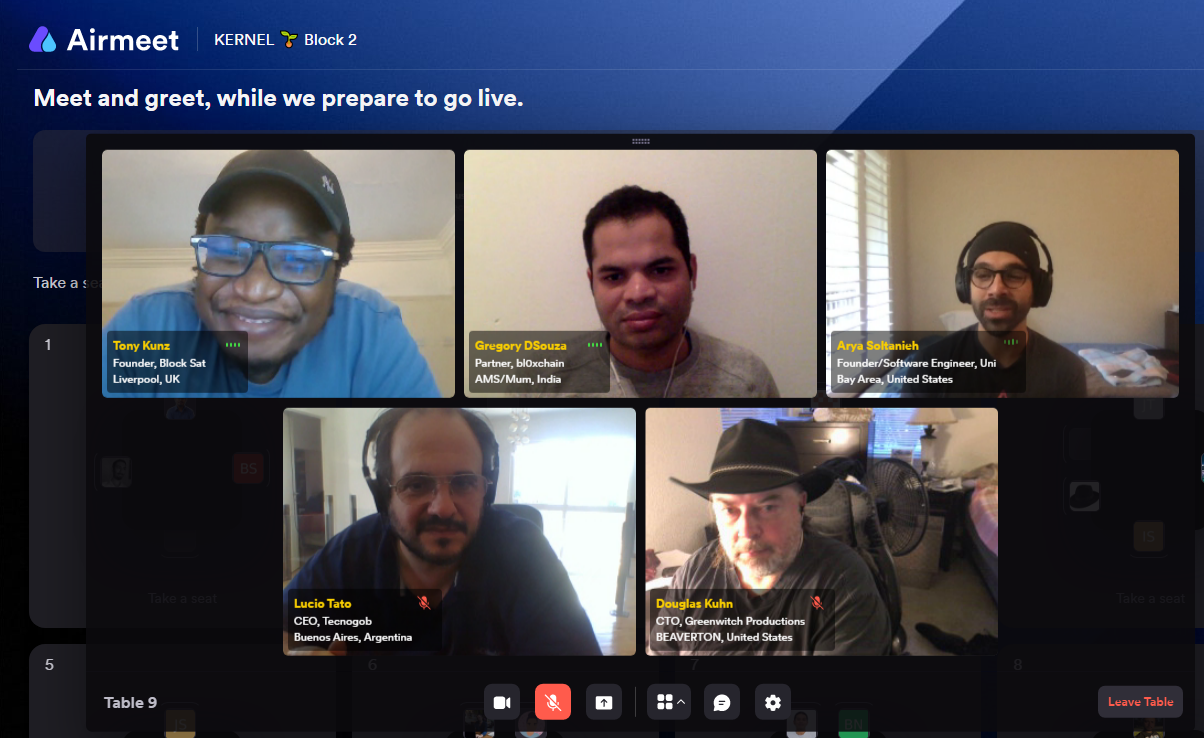 Airmeet
KERNEL 🌱 Block 2
Meet and greet, while we prepare to go live.
Take a
Tony Kunz
Founder, Block Sat
Liverpool, UK
Gregory DSouza
Partner, bl0xchain
AMS/Mum, India
Arya Soltanieh
Founder/Software Engineer, Uni
Bay Area, United States
1
BS
JS
Take a seat
Take a seat
Lucio Tato
CEO, Tecnogob
Buenos Aires, Argentina
Douglas Kuhn
CTO, Greenwitch Productions
BEAVERTON, United States
5
6
7
8
Table 9
Leave Table
JS
BN